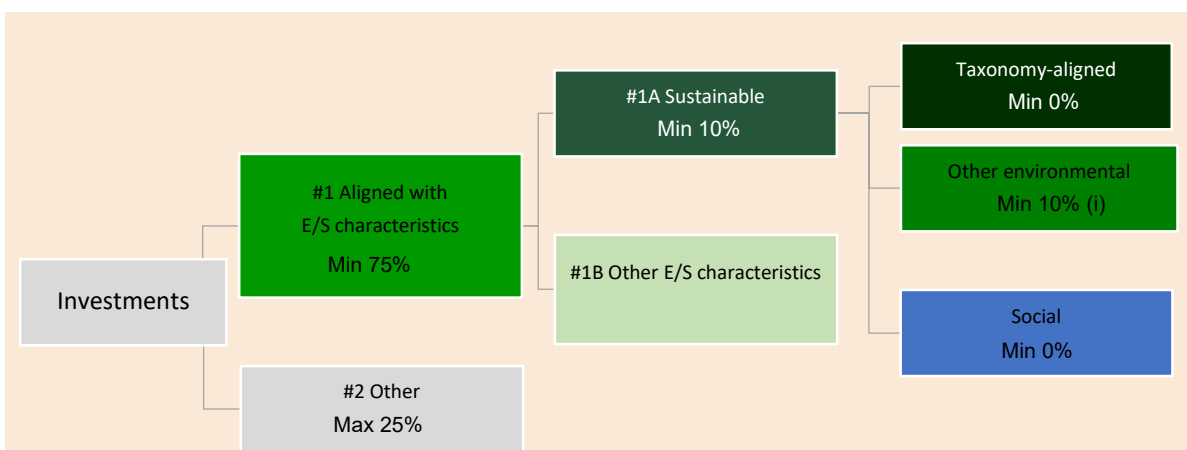 Investments
#1 Aligned with
E/S characteristics
Min 75%
#2 Other
Max 25%
#1A Sustainable
Min 10%
#1B Other E/S characteristics
Taxonomy-aligned
Min 0%
Other environmental
Min 10% (i)
Social
Min 0%